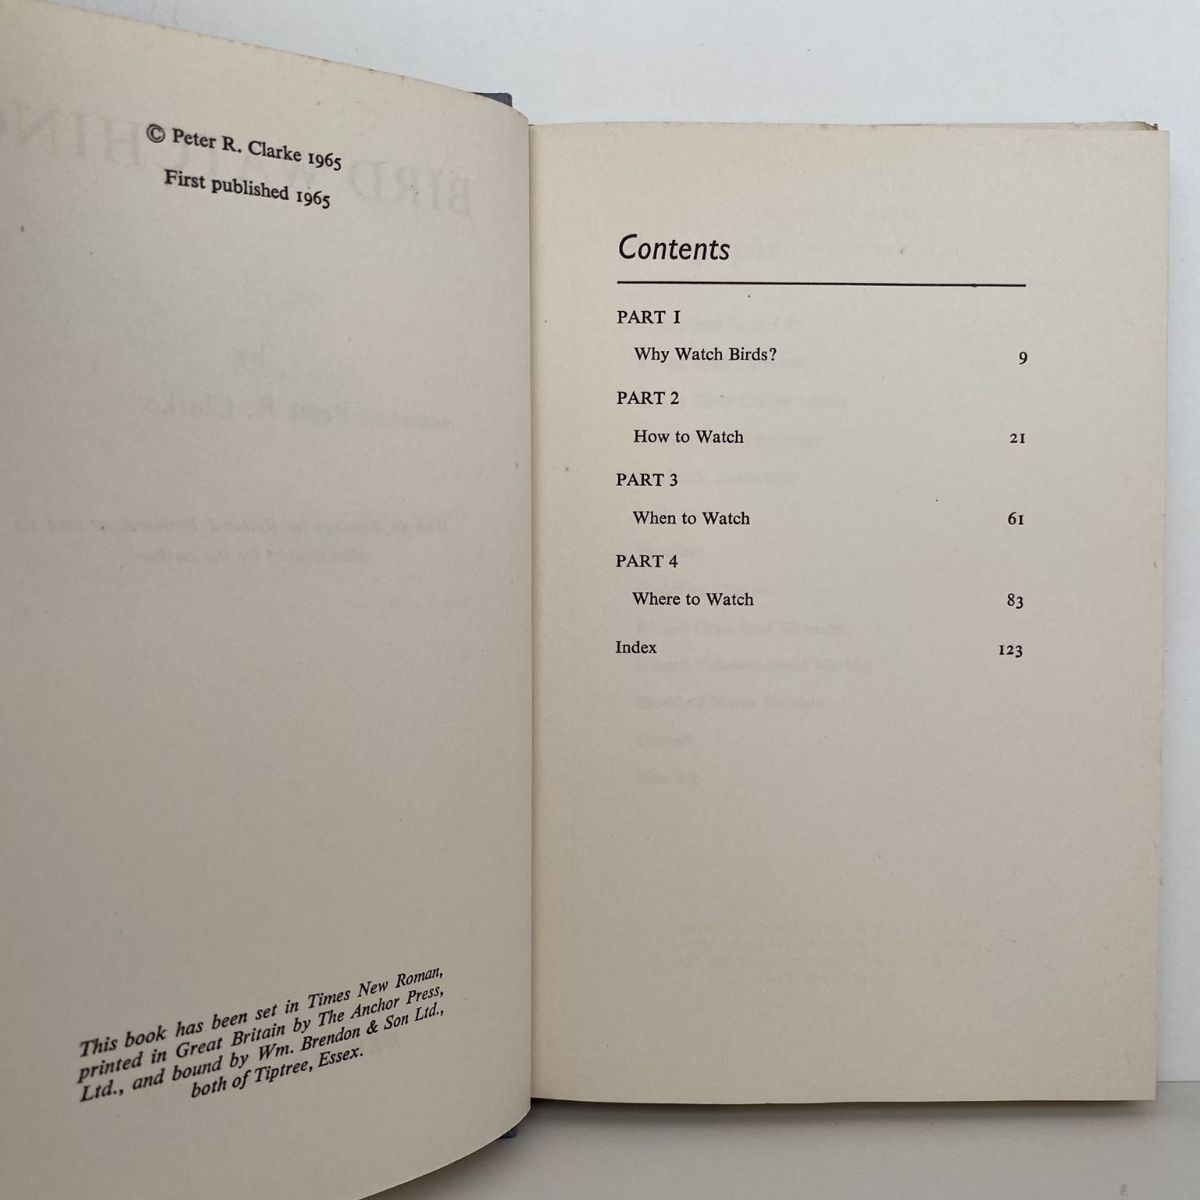 © Peter R. Clarke 1965
First published 1965
This book has been set in Times New Roman,
printed in Great Britain by The Anchor Press,
Ltd., and bound by Wm. Brendon & Son Ltd.,
both of Tiptree, Essex.
Contents
PART 1
Why Watch Birds? 9
PART 2
How to Watch 21
PART 3
When to Watch 61
PART 4
Where to Watch 83
Index 123